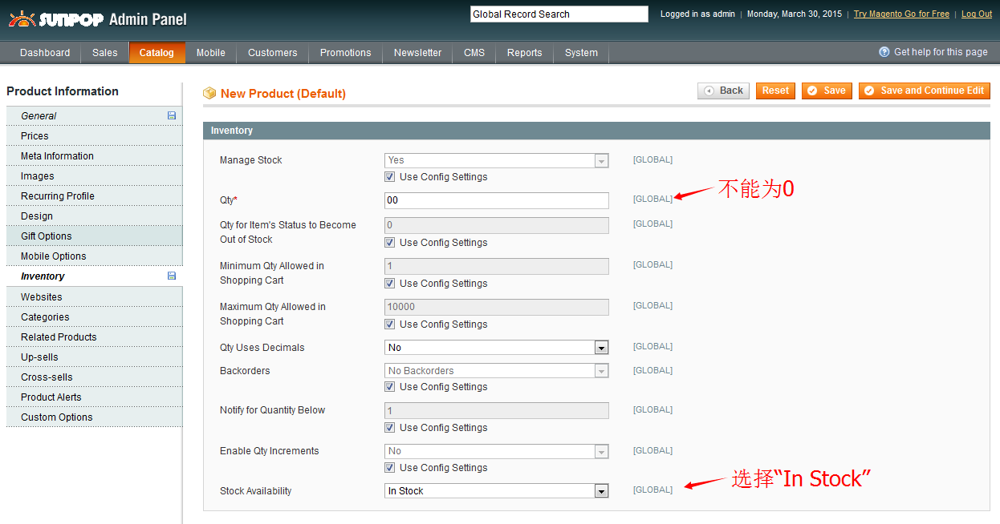 SUNPOP Admin Panel
Global Record Search
Logged in as admin | Monday, March 30, 2015 | Try Magento Go for Free | Log Out
Dashboard Sales Catalog Mobile Customers Promotions Newsletter CMS Reports System
Get help for this page
Product Information
General
Prices
Meta Information
Images
Recurring Profile
Design
Gift Options
Mobile Options
Inventory
Websites
Categories
Related Products
Up-sells
Cross-sells
Product Alerts
Custom Options
New Product (Default)
Back Reset Save Save and Continue Edit
Inventory
Manage Stock Yes [GLOBAL]
Use Config Settings
Qty* 00 [GLOBAL] 不能为0
Qty for Item's Status to Become 0 [GLOBAL]
Out of Stock Use Config Settings
Minimum Qty Allowed in 1 [GLOBAL]
Shopping Cart Use Config Settings
Maximum Qty Allowed in 10000 [GLOBAL]
Shopping Cart Use Config Settings
Qty Uses Decimals No [GLOBAL]
Backorders No Backorders [GLOBAL]
Use Config Settings
Notify for Quantity Below 1 [GLOBAL]
Use Config Settings
Enable Qty Increments No [GLOBAL]
Use Config Settings
Stock Availability In Stock [GLOBAL] 选择“In Stock”